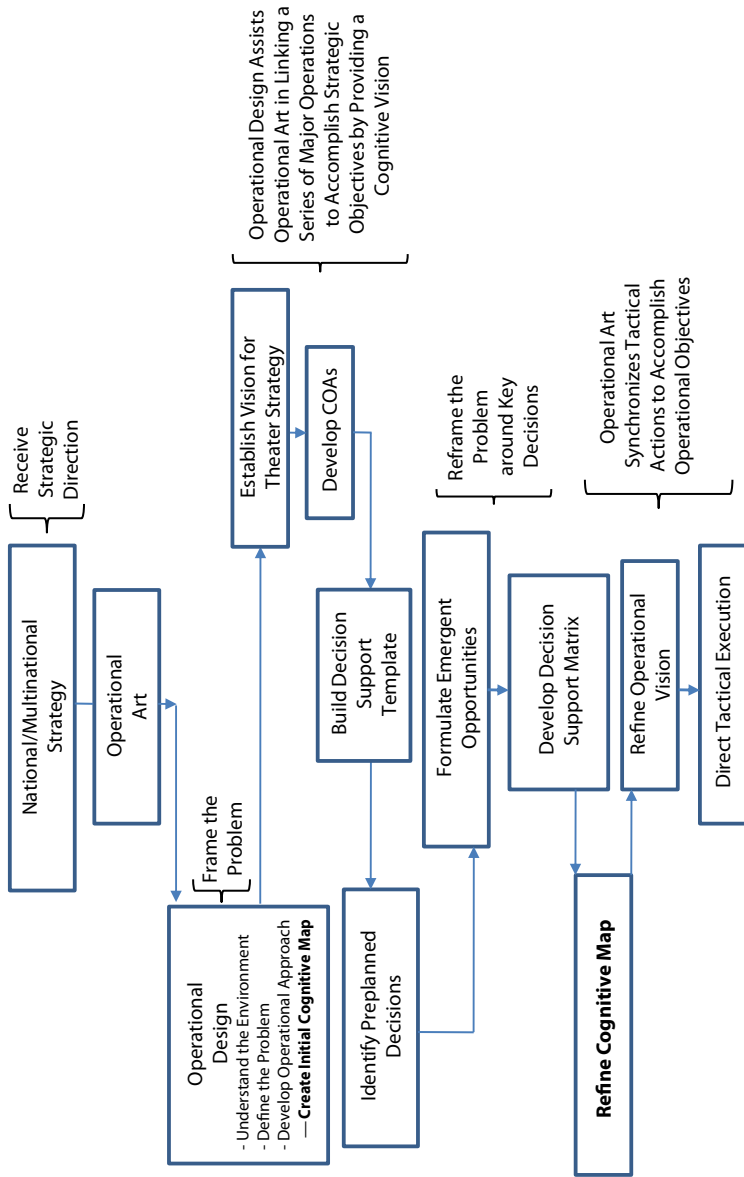 National/Multinational
Strategy
Receive
Strategic
Direction
Operational
Art
Operational
Design
- Understand the Environment
- Define the Problem
- Develop Operational Approach
— Create Initial Cognitive Map
Frame the
Problem
Establish Vision for
Theater Strategy
Develop COAs
Operational Design Assists
Operational Art in Linking a
Series of Major Operations
to Accomplish Strategic
Objectives by Providing a
Cognitive Vision
Build Decision
Support
Template
Identify Preplanned
Decisions
Formulate Emergent
Opportunities
Reframe the
Problem
around Key
Decisions
Develop Decision
Support Matrix
Refine Cognitive Map
Refine Operational
Vision
Direct Tactical Execution
Operational Art
Synchronizes Tactical
Actions to Accomplish
Operational Objectives